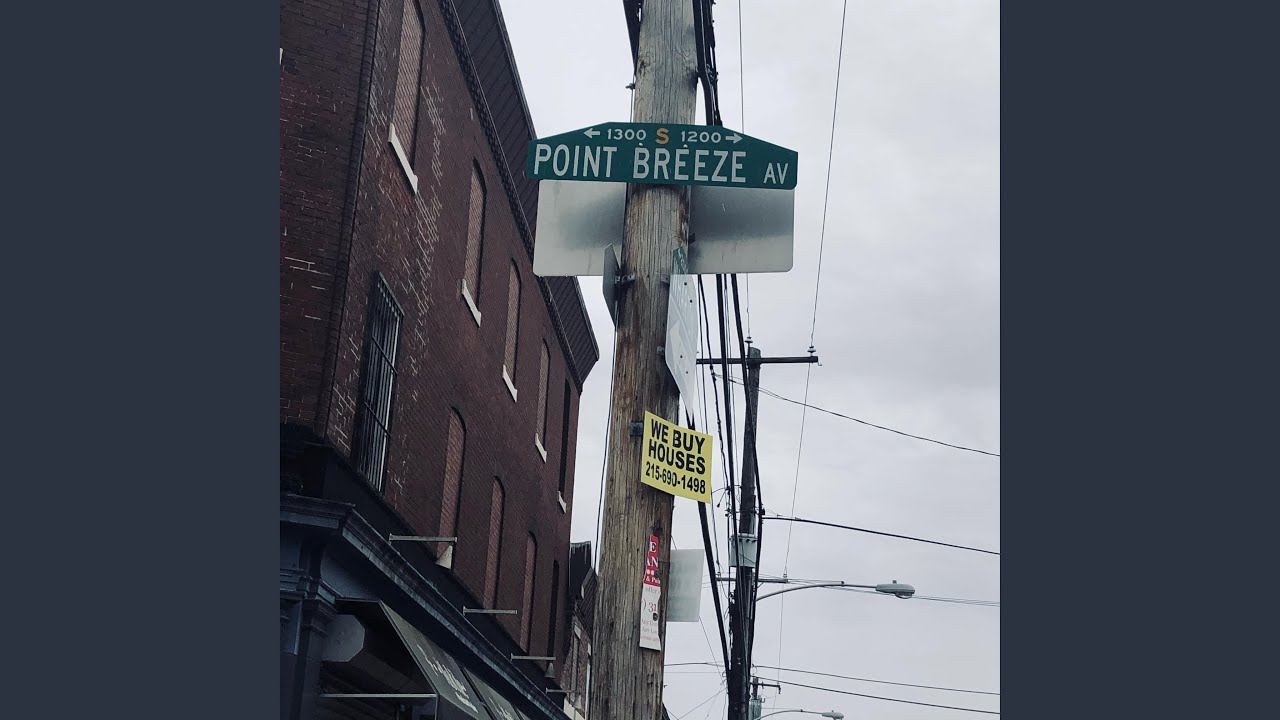 ← 1300 S 1200 →
POINT BREEZE AV
WE BUY
HOUSES
215-690-1498